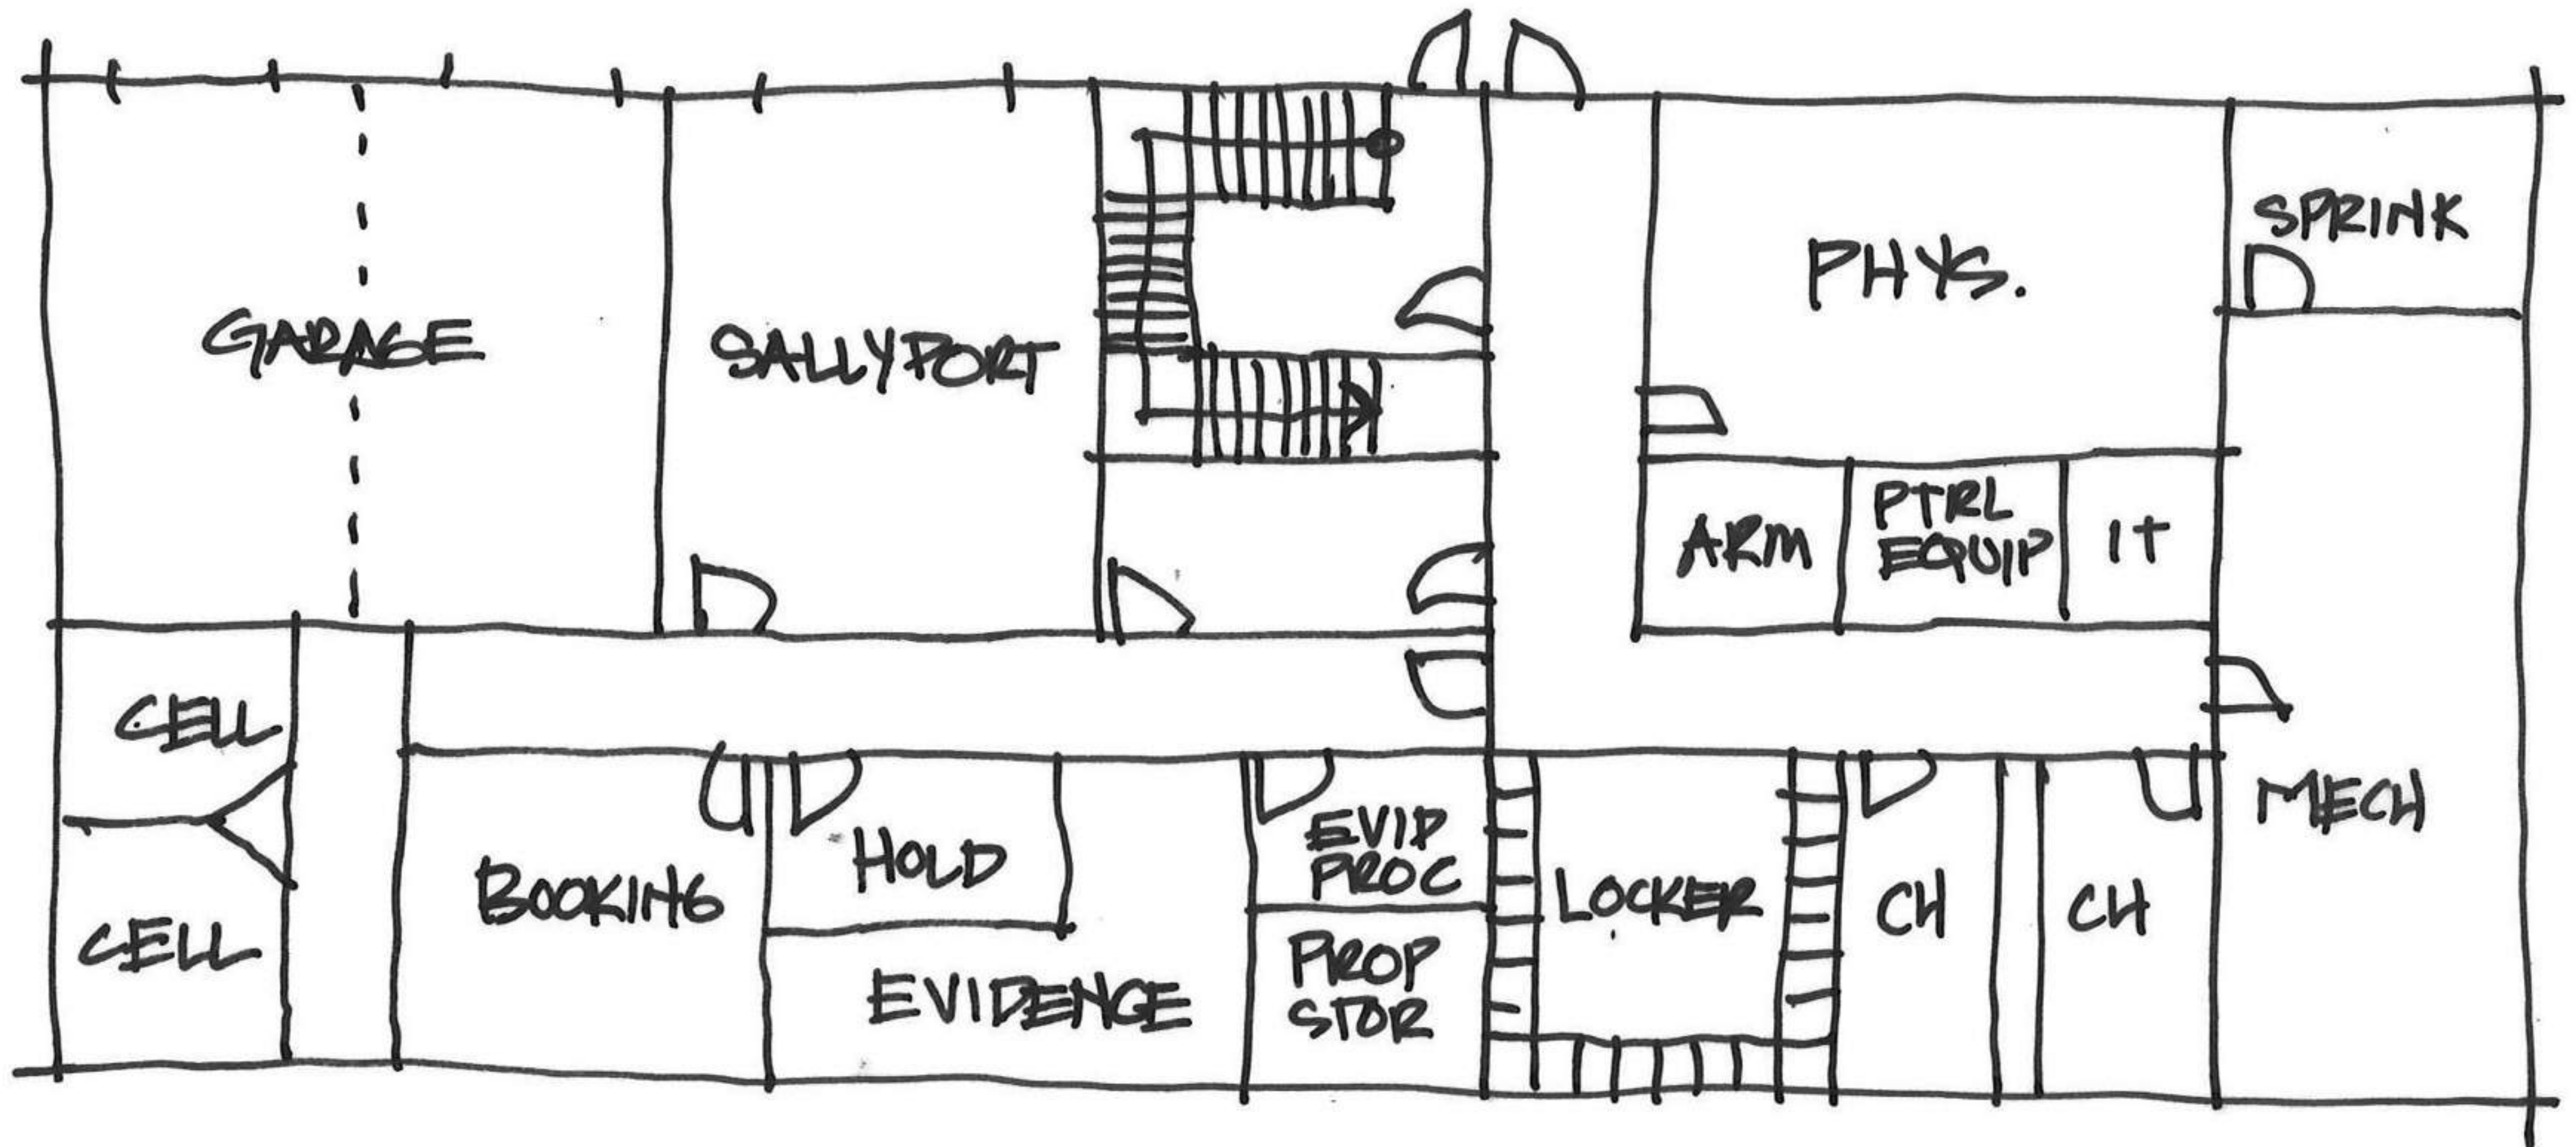 GARAGE
SALLYPORT
PHYS.
SPRINK
ARM
PTRL
EQUIP
IT
CELL
CELL
BOOKING
HOLD
EVIDENCE
EVID
PROC
PROP
STOR
LOCKER
CH
CH
MECH